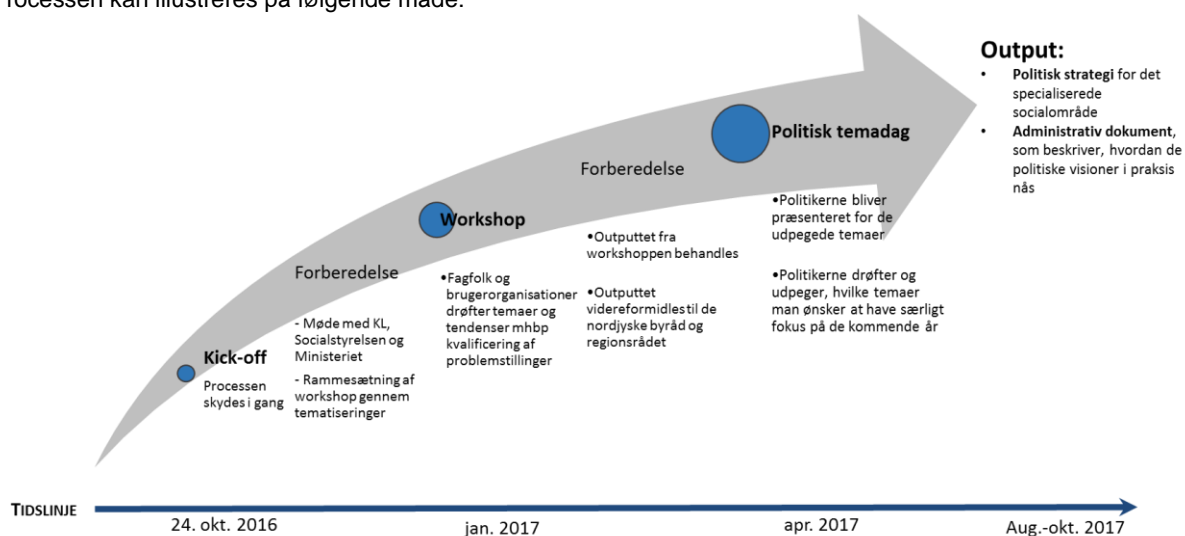 rocessen kan illustreres på følgende måde:
Kick-off
Processen
skydes i gang
Forberedelse
- Møde med KL,
Socialstyrelsen og
Ministeriet
- Rammesætning af
workshop gennem
tematiseringer
Workshop
•Fagfolk og
brugerorganisationer
drøfter temaer og
tendenser mhbp
kvalificering af
problemstillinger
Forberedelse
•Outputtet fra
workshoppen behandles
•Outputtet
videreformidles til de
nordjyske byråd og
regionsrådet
Politisk temadag
•Politikerne bliver
præsenteret for de
udpegede temaer
•Politikerne drøfter og
udpeger, hvilke temaer
man ønsker at have særligt
fokus på de kommende år
Output:
• Politisk strategi for det
specialiserede
socialområde
• Administrativ dokument,
som beskriver, hvordan de
politiske visioner i praksis
nås
TIDSLINJE
24. okt. 2016
jan. 2017
apr. 2017
Aug.-okt. 2017